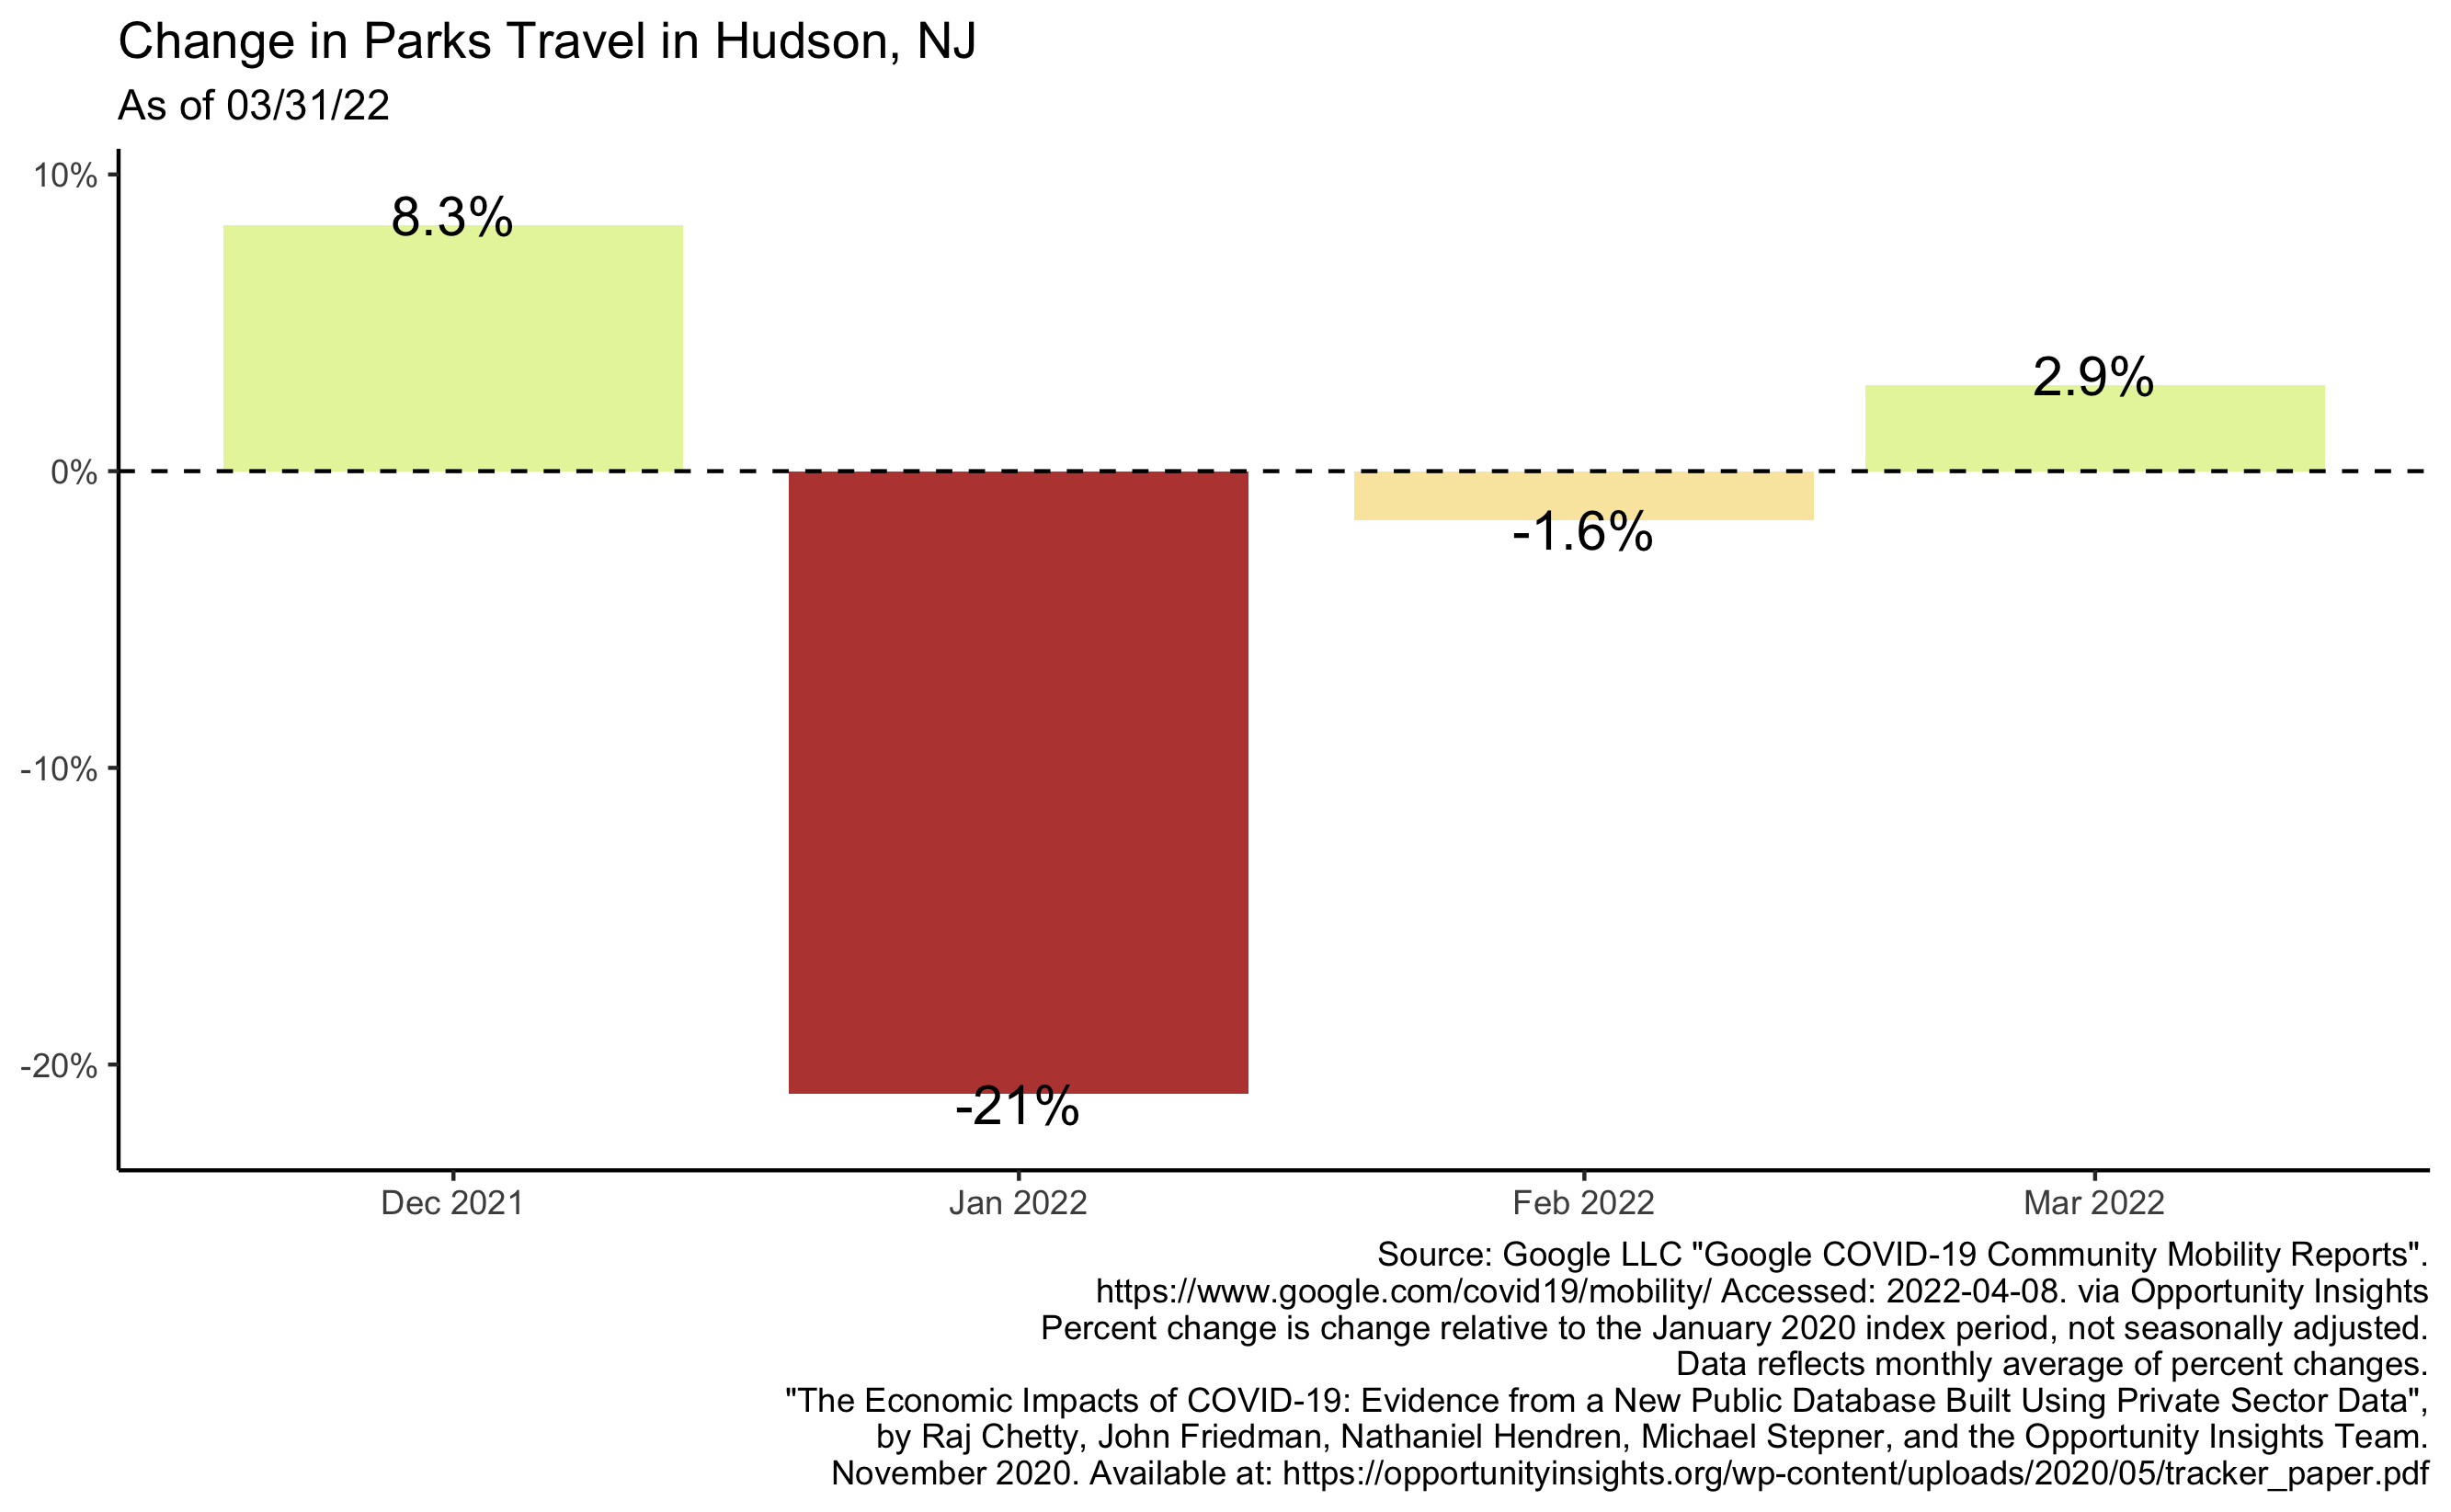 Change in Parks Travel in Hudson, NJ
As of 03/31/22
10%
0%
-10%
-20%
8.3%
-21%
-1.6%
2.9%
Dec 2021
Jan 2022
Feb 2022
Mar 2022
Source: Google LLC "Google COVID-19 Community Mobility Reports".
https://www.google.com/covid19/mobility/ Accessed: 2022-04-08. via Opportunity Insights
Percent change is change relative to the January 2020 index period, not seasonally adjusted.
Data reflects monthly average of percent changes.
"The Economic Impacts of COVID-19: Evidence from a New Public Database Built Using Private Sector Data",
by Raj Chetty, John Friedman, Nathaniel Hendren, Michael Stepner, and the Opportunity Insights Team.
November 2020. Available at: https://opportunityinsights.org/wp-content/uploads/2020/05/tracker_paper.pdf